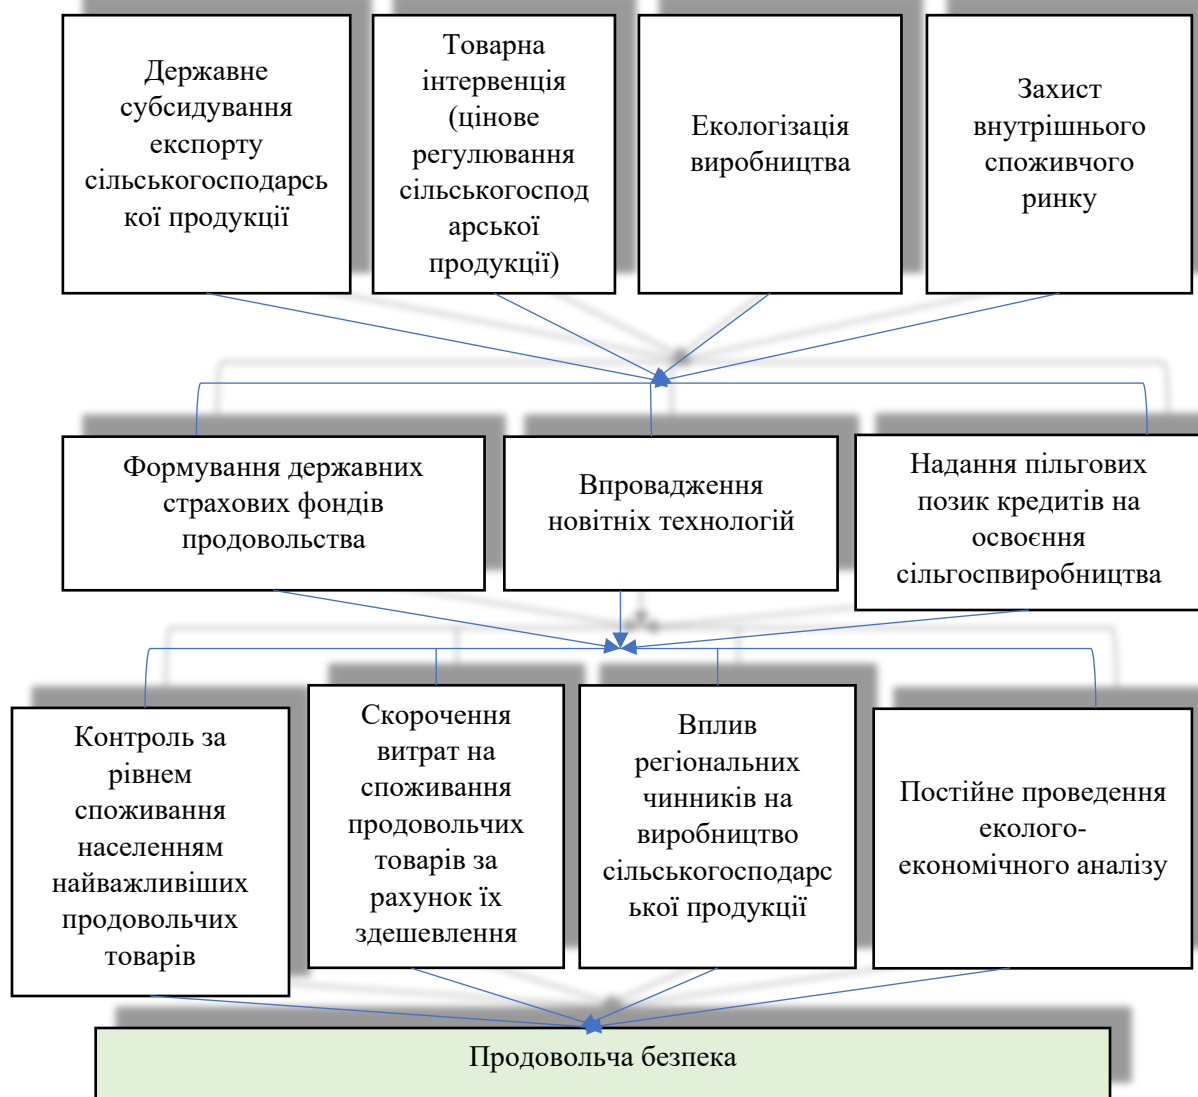 Державне
субсидування
експорту
сільськогосподарсь
кої продукції
Товарна
інтервенція
(цінове
регулювання
сільськогоспод
арської
продукції)
Екологізація
виробництва
Захист
внутрішнього
споживчого
ринку
Формування державних
страхових фондів
продовольства
Впровадження
новітніх технологій
Надання пільгових
позик кредитів на
освоєння
сільгоспвиробництва
Контроль за
рівнем
споживання
населенням
найважливіших
продовольчих
товарів
Скорочення
витрат на
споживання
продовольчих
товарів за
рахунок їх
здешевлення
Вплив
регіональних
чинників на
виробництво
сільськогосподарс
ької продукції
Постійне проведення
еколого-
економічного аналізу
Продовольча безпека